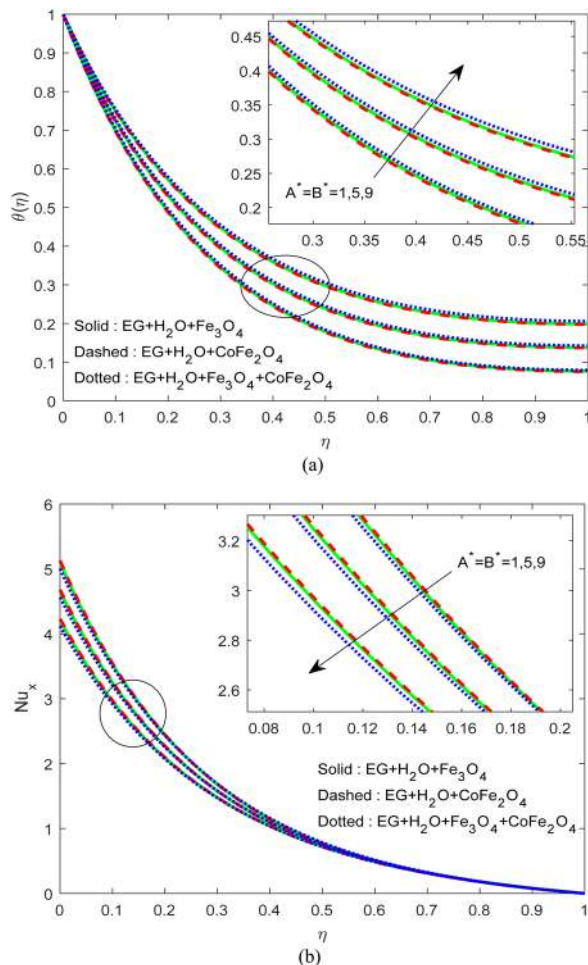 1
0.9
0.8
0.7
0.6
0.5
0.4
0.3
0.2
0.1
0
θ(η)
0.45
0.4
0.35
0.3
0.25
0.3 0.35 0.4 0.45 0.5 0.55
A*=B*=1,5,9
Solid : EG+H₂O+Fe₃O₄
Dashed : EG+H₂O+CoFe₂O₄
Dotted : EG+H₂O+Fe₃O₄+CoFe₂O₄
0 0.1 0.2 0.3 0.4 0.5 0.6 0.7 0.8 0.9 1
η
(a)
6
5
4
3
2
1
0
Nuₓ
3.2
3
2.8
2.6
0.08 0.1 0.12 0.14 0.16 0.18 0.2
A*=B*=1,5,9
Solid : EG+H₂O+Fe₃O₄
Dashed : EG+H₂O+CoFe₂O₄
Dotted : EG+H₂O+Fe₃O₄+CoFe₂O₄
0 0.1 0.2 0.3 0.4 0.5 0.6 0.7 0.8 0.9 1
η
(b)